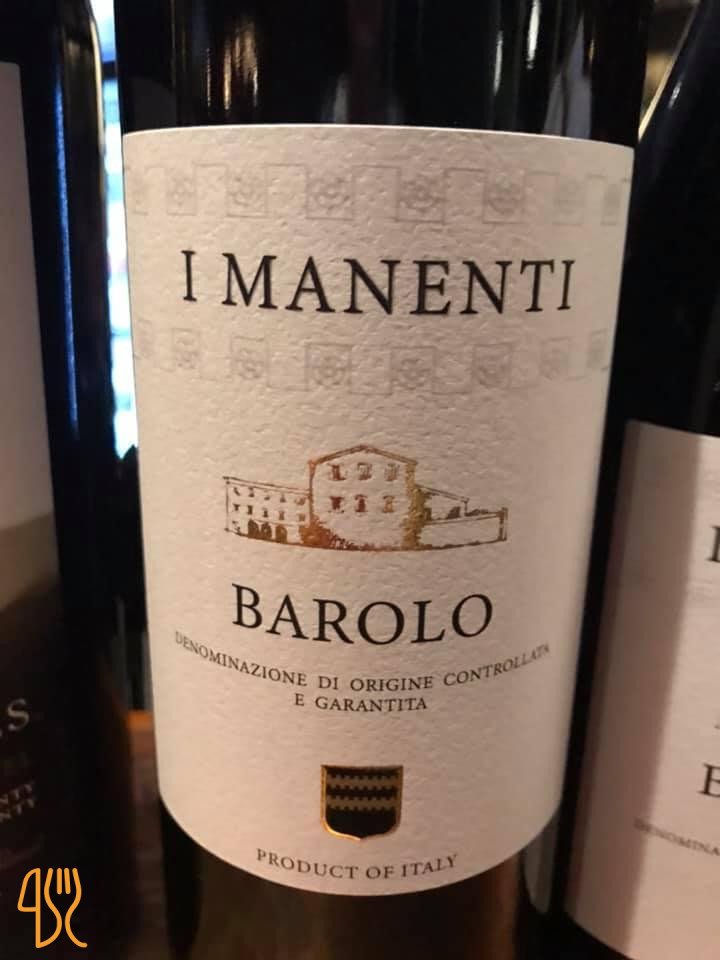 I MANENTI
BAROLO
DENOMINAZIONE DI ORIGINE CONTROLLATA
E GARANTITA
PRODUCT OF ITALY